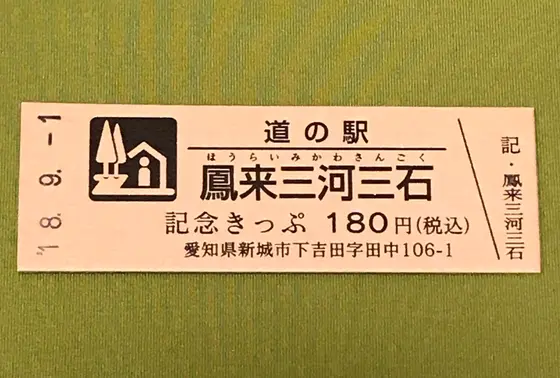 '18. 9. -1
道の駅
ほうらいみかわさんごく
鳳来三河三石
記念きっぷ 180円(税込)
愛知県新城市下吉田字田中106-1
記・鳳来三河三石